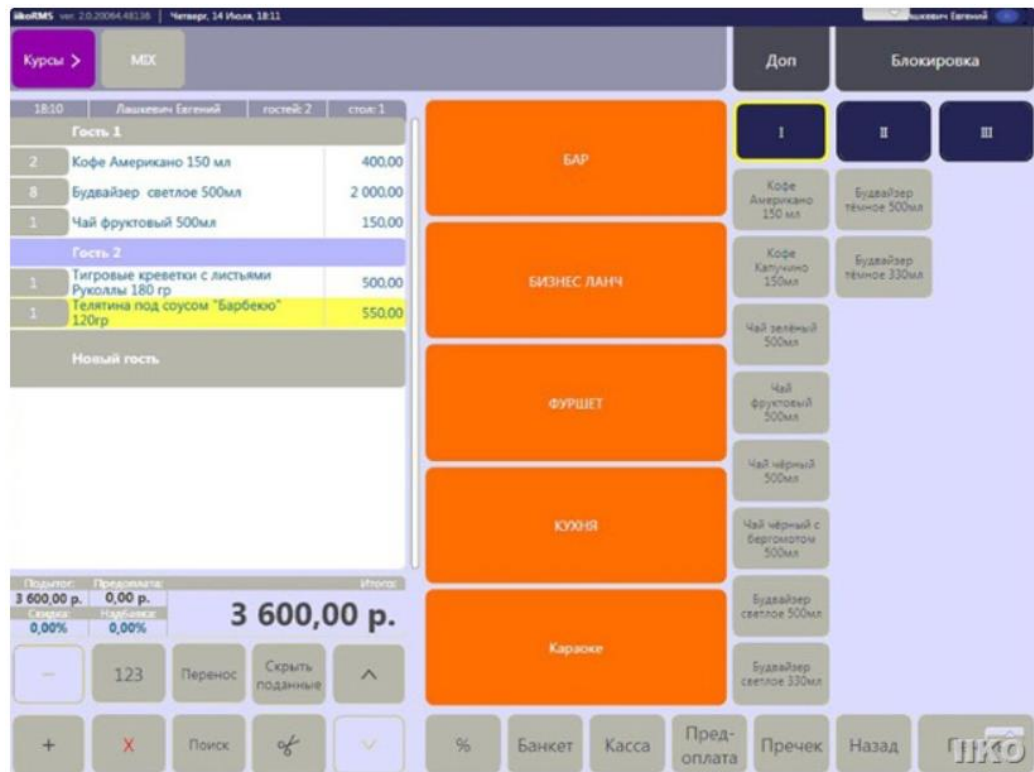 iikoRMS ver. 2.0.20064.48136 | Четверг, 14 Июля, 18:11
Евгений
Курсы >
MIX
Доп
Блокировка
18:10 Лашкевич Евгений гостей: 2 стол: 1
Гость 1
2 Кофе Американо 150 мл 400.00
8 Будвайзер светлое 500мл 2 000.00
1 Чай фруктовый 500мл 150.00
Гость 2
1 Тигровые креветки с листьями
Руколлы 180 гр 500.00
1 Телятина под соусом "Барбекю"
120гр 550.00
Новый гость
Подытог: Предоплата: Итого:
3 600,00 р. 0,00 р.
Скидка: Надбавка:
0,00% 0,00%
3 600,00 р.
− 123 Перенос
Скрыть
поданные
+ X Поиск
БАР
БИЗНЕС ЛАНЧ
ФУРШЕТ
КУХНЯ
Караоке
I II III
Кофе
Американо
150 мл
Будвайзер
тёмное 500мл
Кофе
Капучино
150мл
Будвайзер
тёмное 330мл
Чай зелёный
500мл
Чай
фруктовый
500мл
Чай чёрный
500мл
Чай чёрный с
бергомотом
500мл
Будвайзер
светлое 500мл
Будвайзер
светлое 330мл
% Банкет Касса
Пред-
оплата
Пречек Назад
iiko